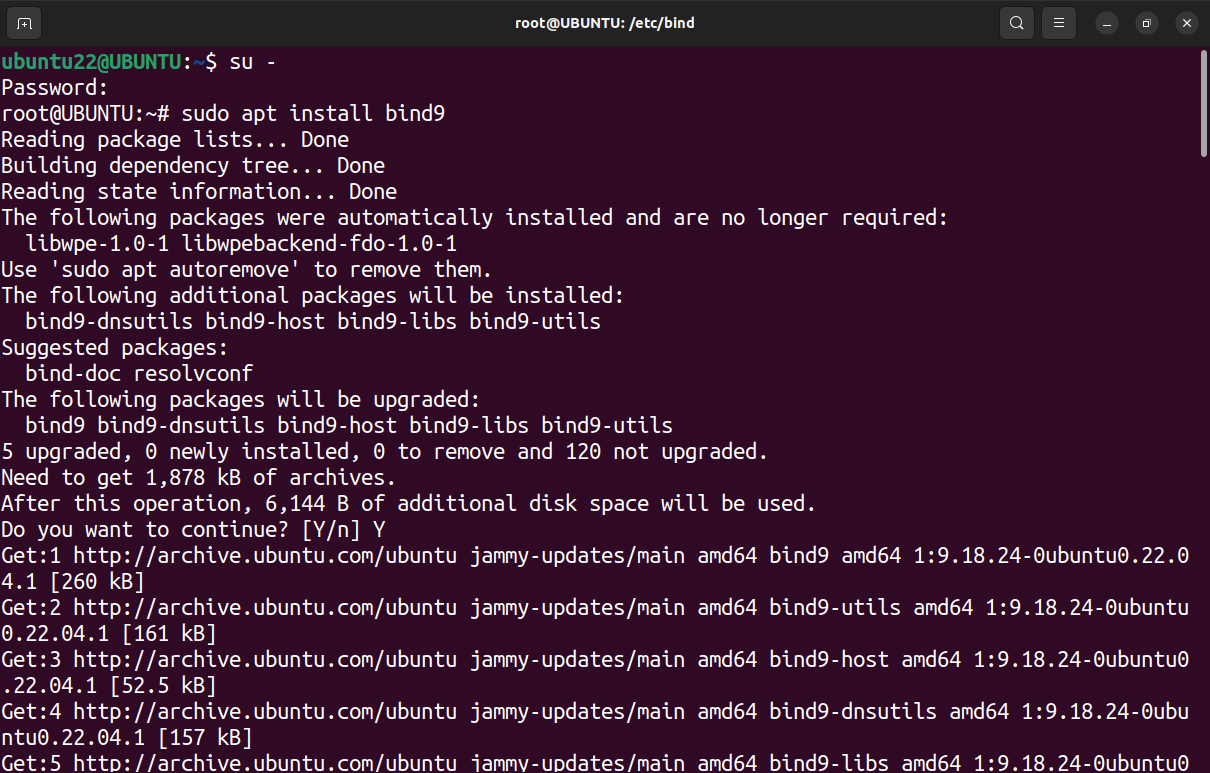 root@UBUNTU: /etc/bind
ubuntu22@UBUNTU:~$ su -
Password:
root@UBUNTU:~# sudo apt install bind9
Reading package lists... Done
Building dependency tree... Done
Reading state information... Done
The following packages were automatically installed and are no longer required:
  libwpe-1.0-1 libwpebackend-fdo-1.0-1
Use 'sudo apt autoremove' to remove them.
The following additional packages will be installed:
  bind9-dnsutils bind9-host bind9-libs bind9-utils
Suggested packages:
  bind-doc resolvconf
The following packages will be upgraded:
  bind9 bind9-dnsutils bind9-host bind9-libs bind9-utils
5 upgraded, 0 newly installed, 0 to remove and 120 not upgraded.
Need to get 1,878 kB of archives.
After this operation, 6,144 B of additional disk space will be used.
Do you want to continue? [Y/n] Y
Get:1 http://archive.ubuntu.com/ubuntu jammy-updates/main amd64 bind9 amd64 1:9.18.24-0ubuntu0.22.0
4.1 [260 kB]
Get:2 http://archive.ubuntu.com/ubuntu jammy-updates/main amd64 bind9-utils amd64 1:9.18.24-0ubuntu
0.22.04.1 [161 kB]
Get:3 http://archive.ubuntu.com/ubuntu jammy-updates/main amd64 bind9-host amd64 1:9.18.24-0ubuntu0
.22.04.1 [52.5 kB]
Get:4 http://archive.ubuntu.com/ubuntu jammy-updates/main amd64 bind9-dnsutils amd64 1:9.18.24-0ubu
ntu0.22.04.1 [157 kB]
Get:5 http://archive.ubuntu.com/ubuntu jammy-updates/main amd64 bind9-libs amd64 1:9.18.24-0ubuntu0